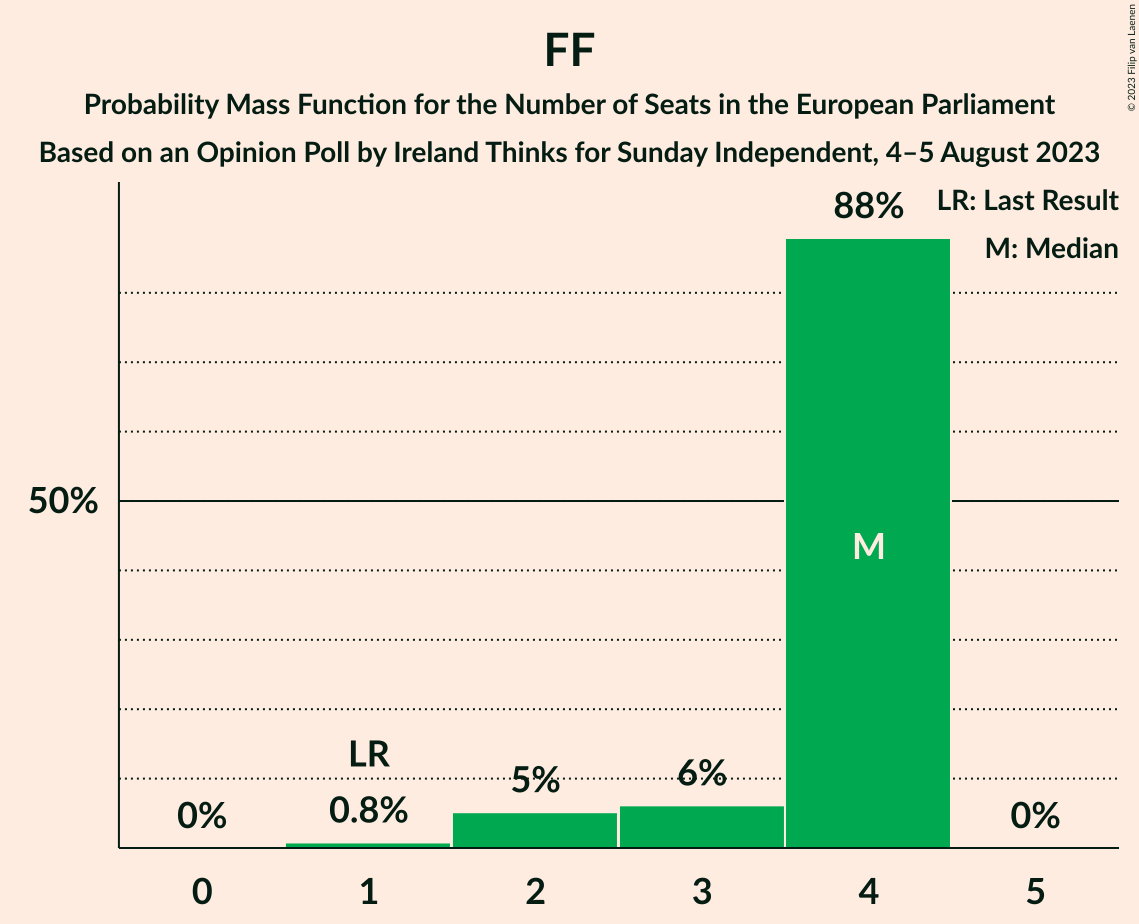 FF
Probability Mass Function for the Number of Seats in the European Parliament
Based on an Opinion Poll by Ireland Thinks for Sunday Independent, 4–5 August 2023
© 2023 Filip van Laenen
LR: Last Result
M: Median
88%
50%
M
LR
0%
0.8%
5%
6%
0%
0
1
2
3
4
5